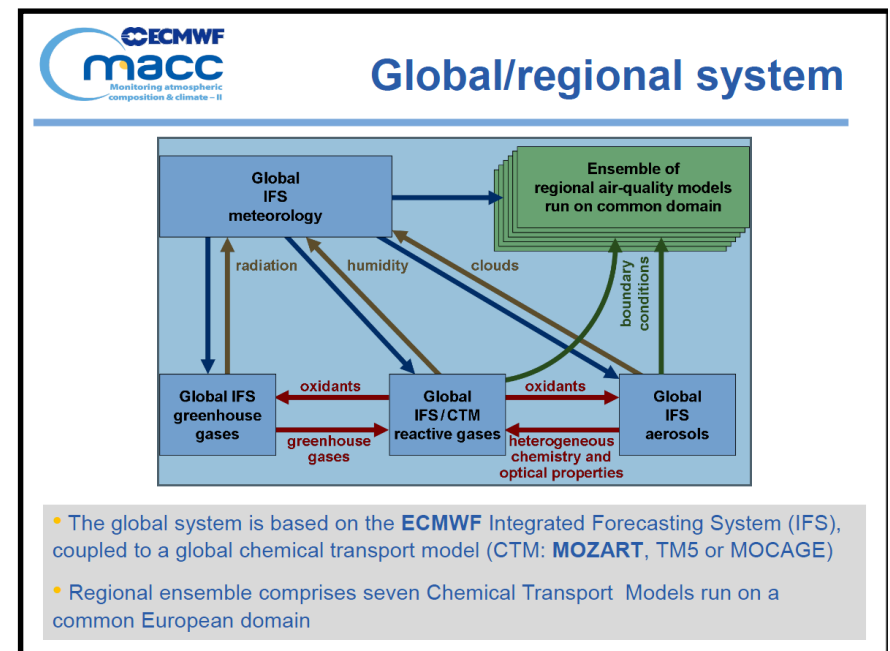 ECMWF
macc
Monitoring atmospheric
composition & climate – II
Global/regional system
Global
IFS
meteorology
Ensemble of
regional air-quality models
run on common domain
radiation
humidity
clouds
boundary
conditions
Global IFS
greenhouse
gases
oxidants
greenhouse
gases
Global
IFS/CTM
reactive gases
oxidants
heterogeneous
chemistry and
optical properties
Global
IFS
aerosols
• The global system is based on the ECMWF Integrated Forecasting System (IFS),
coupled to a global chemical transport model (CTM: MOZART, TM5 or MOCAGE)
• Regional ensemble comprises seven Chemical Transport Models run on a
common European domain